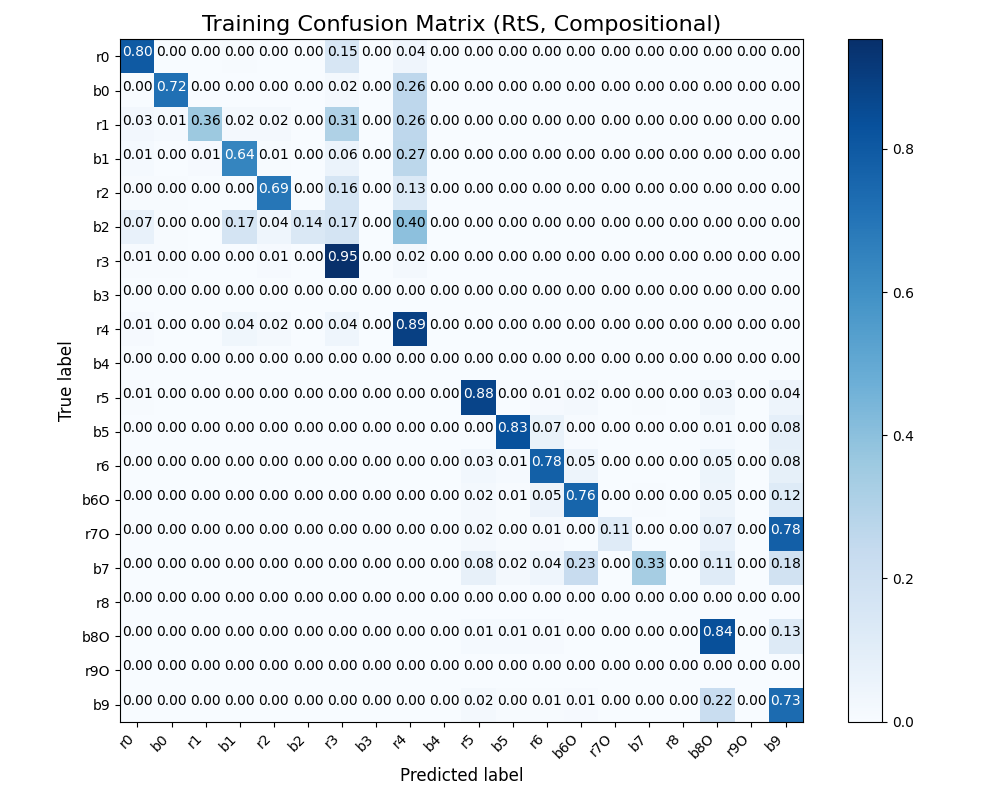 Training Confusion Matrix (RtS, Compositional)
r0 0.80 0.00 0.00 0.00 0.00 0.00 0.15 0.00 0.04 0.00 0.00 0.00 0.00 0.00 0.00 0.00 0.00 0.00 0.00 0.00
b0 0.00 0.72 0.00 0.00 0.00 0.00 0.02 0.00 0.26 0.00 0.00 0.00 0.00 0.00 0.00 0.00 0.00 0.00 0.00 0.00
r1 0.03 0.01 0.36 0.02 0.02 0.00 0.31 0.00 0.26 0.00 0.00 0.00 0.00 0.00 0.00 0.00 0.00 0.00 0.00 0.00
b1 0.01 0.00 0.01 0.64 0.01 0.00 0.06 0.00 0.27 0.00 0.00 0.00 0.00 0.00 0.00 0.00 0.00 0.00 0.00 0.00
r2 0.00 0.00 0.00 0.00 0.69 0.00 0.16 0.00 0.13 0.00 0.00 0.00 0.00 0.00 0.00 0.00 0.00 0.00 0.00 0.00
b2 0.07 0.00 0.00 0.17 0.04 0.14 0.17 0.00 0.40 0.00 0.00 0.00 0.00 0.00 0.00 0.00 0.00 0.00 0.00 0.00
r3 0.01 0.00 0.00 0.00 0.01 0.00 0.95 0.00 0.02 0.00 0.00 0.00 0.00 0.00 0.00 0.00 0.00 0.00 0.00 0.00
b3 0.00 0.00 0.00 0.00 0.00 0.00 0.00 0.00 0.00 0.00 0.00 0.00 0.00 0.00 0.00 0.00 0.00 0.00 0.00 0.00
r4 0.01 0.00 0.00 0.04 0.02 0.00 0.04 0.00 0.89 0.00 0.00 0.00 0.00 0.00 0.00 0.00 0.00 0.00 0.00 0.00
b4 0.00 0.00 0.00 0.00 0.00 0.00 0.00 0.00 0.00 0.00 0.00 0.00 0.00 0.00 0.00 0.00 0.00 0.00 0.00 0.00
r5 0.01 0.00 0.00 0.00 0.00 0.00 0.00 0.00 0.00 0.00 0.88 0.00 0.01 0.02 0.00 0.00 0.00 0.03 0.00 0.04
b5 0.00 0.00 0.00 0.00 0.00 0.00 0.00 0.00 0.00 0.00 0.00 0.83 0.07 0.00 0.00 0.00 0.00 0.01 0.00 0.08
r6 0.00 0.00 0.00 0.00 0.00 0.00 0.00 0.00 0.00 0.00 0.03 0.01 0.78 0.05 0.00 0.00 0.00 0.05 0.00 0.08
b6O 0.00 0.00 0.00 0.00 0.00 0.00 0.00 0.00 0.00 0.00 0.02 0.01 0.05 0.76 0.00 0.00 0.00 0.05 0.00 0.12
r7O 0.00 0.00 0.00 0.00 0.00 0.00 0.00 0.00 0.00 0.00 0.02 0.00 0.01 0.00 0.11 0.00 0.00 0.07 0.00 0.78
b7 0.00 0.00 0.00 0.00 0.00 0.00 0.00 0.00 0.00 0.00 0.08 0.02 0.04 0.23 0.00 0.33 0.00 0.11 0.00 0.18
r8 0.00 0.00 0.00 0.00 0.00 0.00 0.00 0.00 0.00 0.00 0.00 0.00 0.00 0.00 0.00 0.00 0.00 0.00 0.00 0.00
b8O 0.00 0.00 0.00 0.00 0.00 0.00 0.00 0.00 0.00 0.00 0.01 0.01 0.01 0.00 0.00 0.00 0.00 0.84 0.00 0.13
r9O 0.00 0.00 0.00 0.00 0.00 0.00 0.00 0.00 0.00 0.00 0.00 0.00 0.00 0.00 0.00 0.00 0.00 0.00 0.00 0.00
b9 0.00 0.00 0.00 0.00 0.00 0.00 0.00 0.00 0.00 0.00 0.02 0.00 0.01 0.01 0.00 0.00 0.00 0.22 0.00 0.73
r0 b0 r1 b1 r2 b2 r3 b3 r4 b4 r5 b5 r6 b6O r7O b7 r8 b8O r9O b9
Predicted label
True label
0.8
0.6
0.4
0.2
0.0